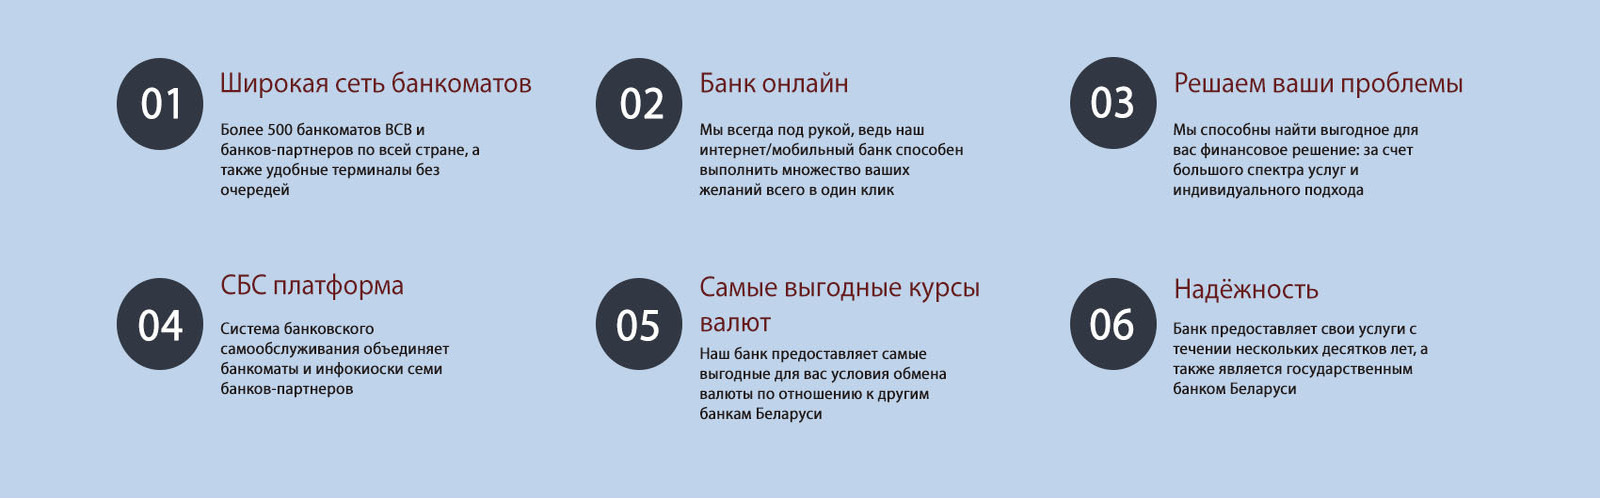 01
Широкая сеть банкоматов
Более 500 банкоматов BCB и
банков-партнеров по всей стране, а
также удобные терминалы без
очередей
02
Банк онлайн
Мы всегда под рукой, ведь наш
интернет/мобильный банк способен
выполнить множество ваших
желаний всего в один клик
03
Решаем ваши проблемы
Мы способны найти выгодное для
вас финансовое решение: за счет
большого спектра услуг и
индивидуального подхода
04
СБС платформа
Система банковского
самообслуживания объединяет
банкоматы и инфокиоски семи
банков-партнеров
05
Самые выгодные курсы
валют
Наш банк предоставляет самые
выгодные для вас условия обмена
валюты по отношению к другим
банкам Беларуси
06
Надёжность
Банк предоставляет свои услуги с
течении нескольких десятков лет, а
также является государственным
банком Беларуси